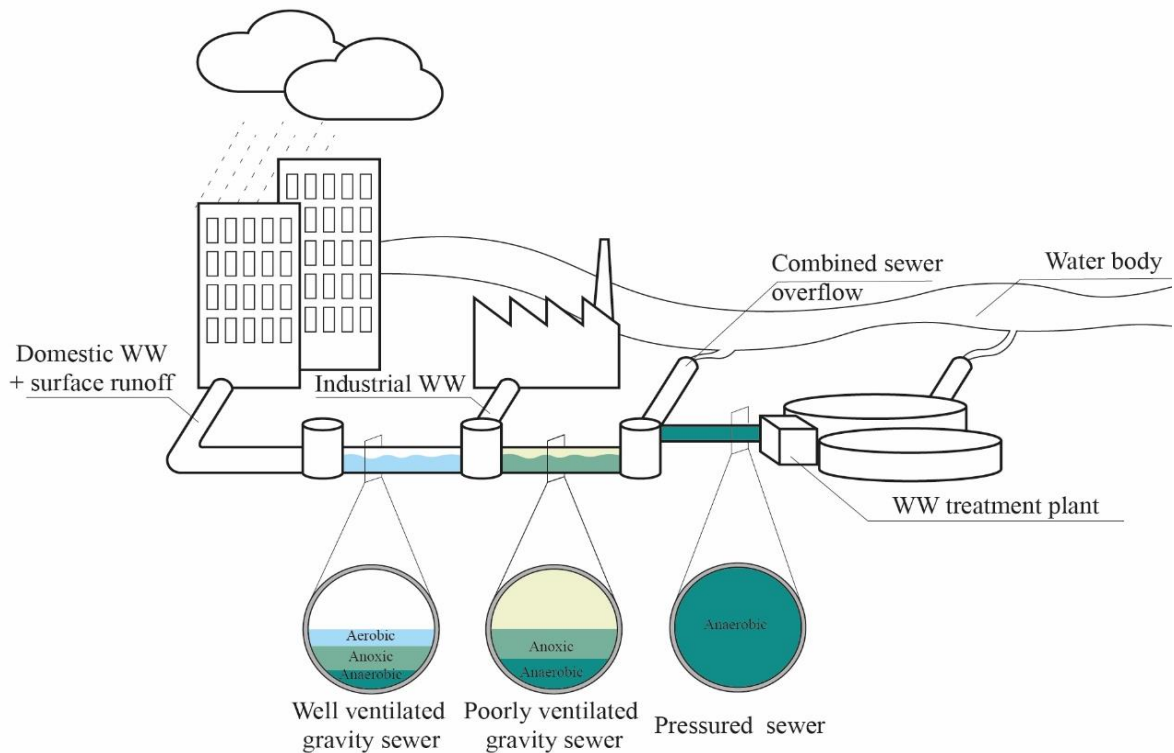 Combined sewer
overflow
Water body
Domestic WW
+ surface runoff
Industrial WW
WW treatment plant
Aerobic
Anoxic
Anaerobic
Well ventilated
gravity sewer
Anoxic
Anaerobic
Poorly ventilated
gravity sewer
Anaerobic
Pressured sewer